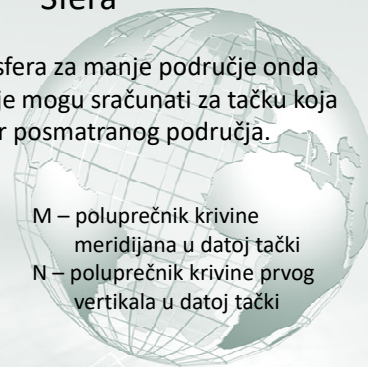 Sfera
sfera za manje područje onda
je mogu sračunati za tačku koja
r posmatranog područja.
M – poluprečnik krivine
meridijana u datoj tački
N – poluprečnik krivine prvog
vertikala u datoj tački